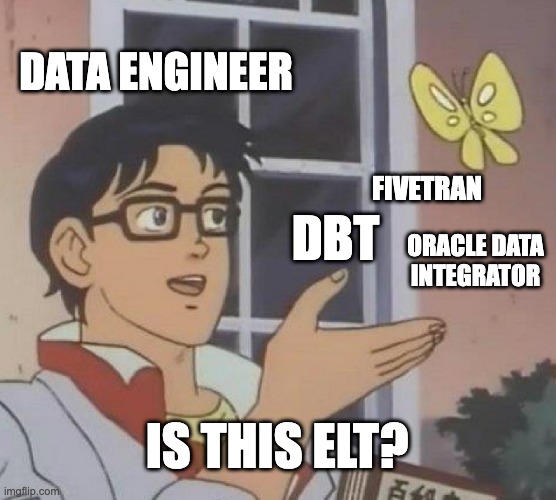 DATA ENGINEER
FIVETRAN
DBT
ORACLE DATA
INTEGRATOR
IS THIS ELT?
imgflip.com